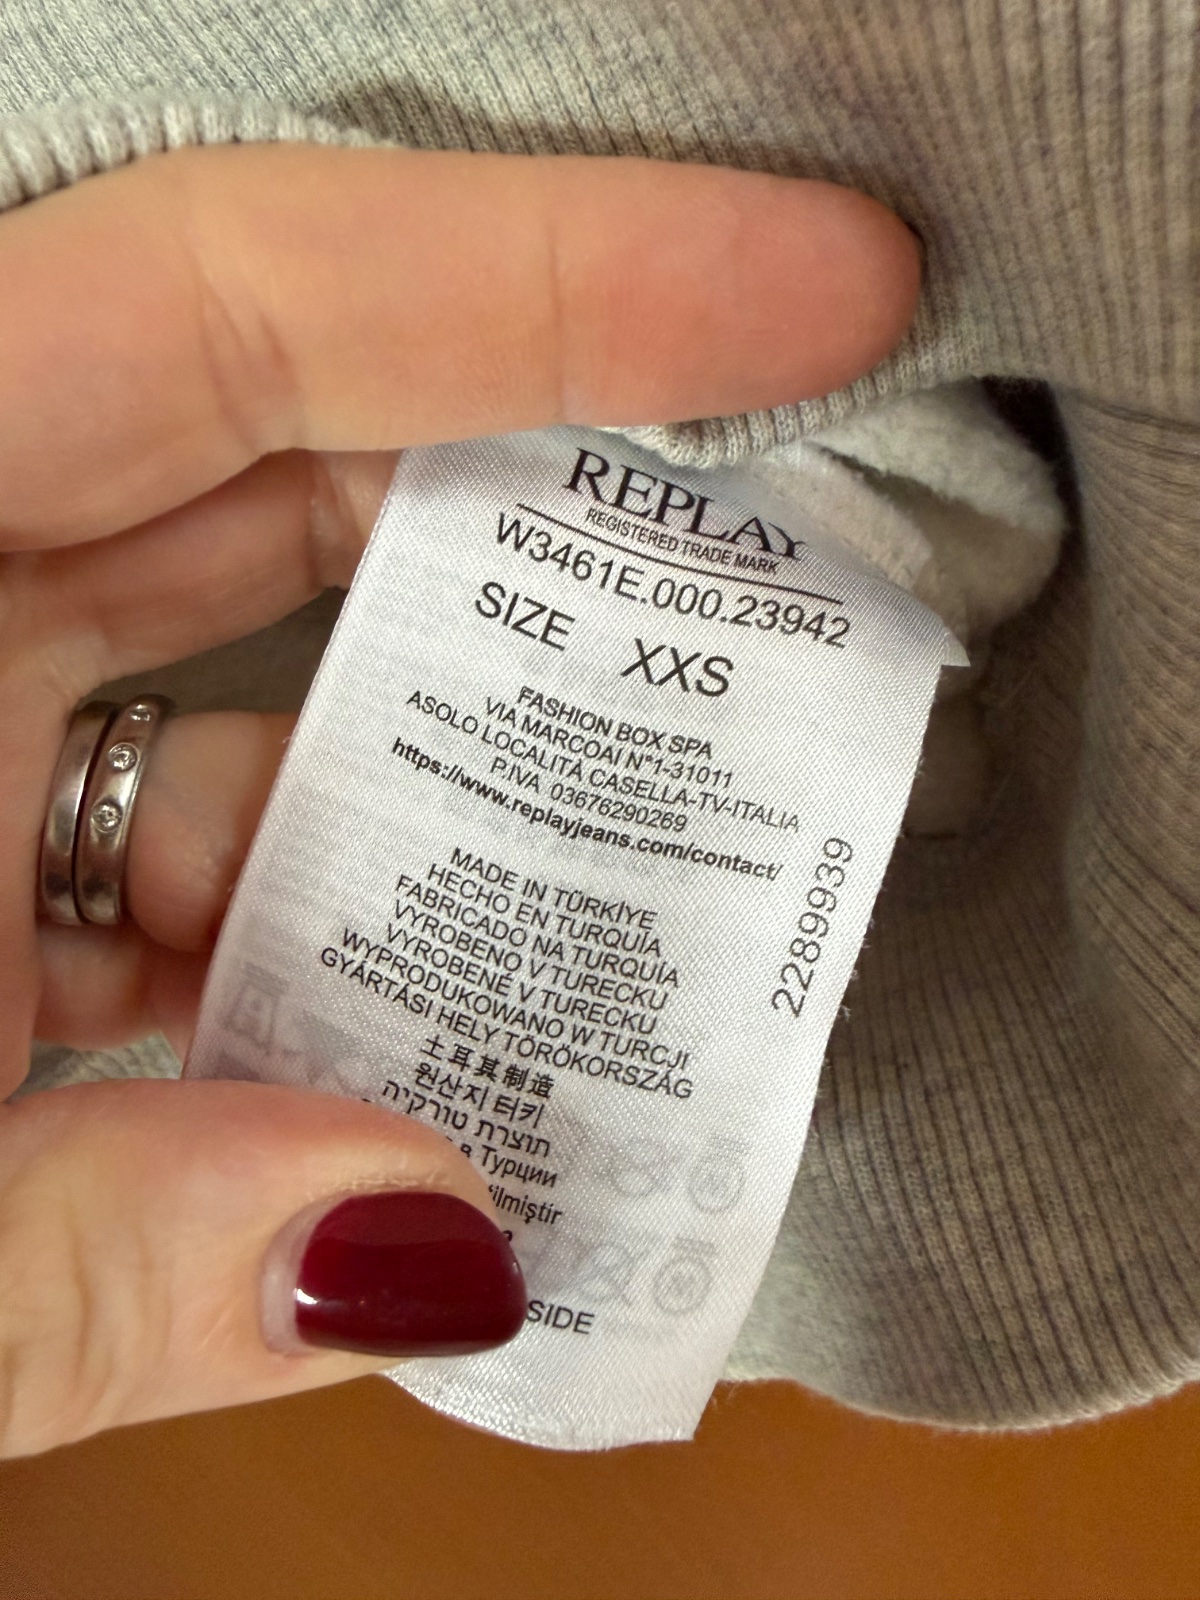 REPLAY
REGISTERED TRADE MARK
W3461E.000.23942
SIZE XXS
FASHION BOX SPA
VIA MARCOAI N°1-31011
ASOLO LOCALITÀ CASELLA-TV-ITALIA
P.IVA 03676290269
https://www.replayjeans.com/contact/
2289939
MADE IN TÜRKİYE
HECHO EN TURQUÍA
FABRICADO NA TURQUÍA
VYROBENO V TURECKU
VYROBENÉ V TURECKU
WYPRODUKOWANO W TURCJI
GYÁRTÁSI HELY TÖRÖKORSZÁG
土耳其制造
원산지 터키
תוצרת טורקיה
в Турции
SIDE